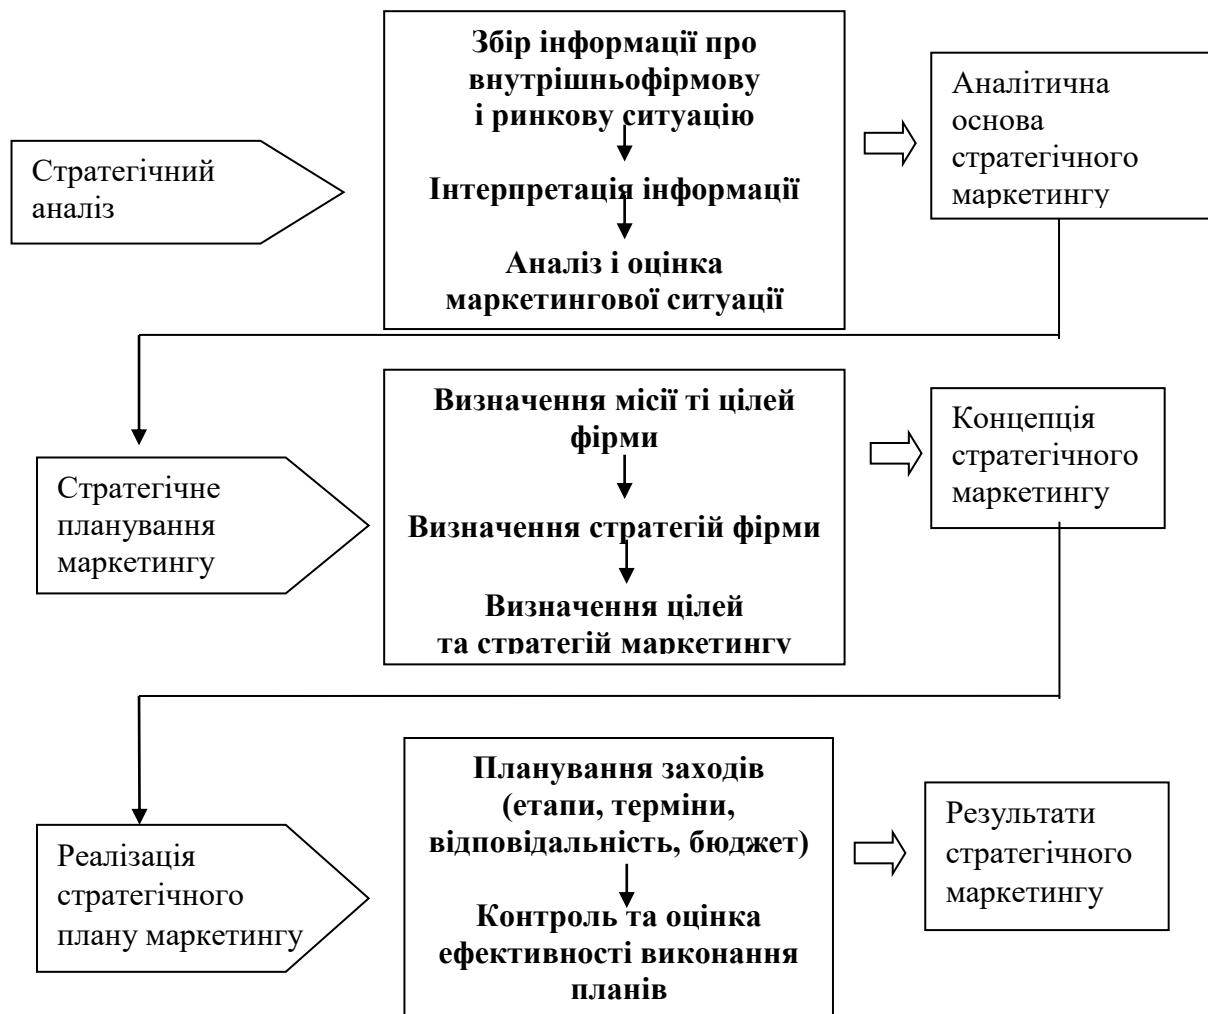 Стратегічний
аналіз
Збір інформації про
внутрішньофірмову
і ринкову ситуацію
Інтерпретація інформації
Аналіз і оцінка
маркетингової ситуації
Аналітична
основа
стратегічного
маркетингу
Стратегічне
планування
маркетингу
Визначення місії ті цілей
фірми
Визначення стратегій фірми
Визначення цілей
та стратегій маркетингу
Концепція
стратегічного
маркетингу
Реалізація
стратегічного
плану маркетингу
Планування заходів
(етапи, терміни,
відповідальність, бюджет)
Контроль та оцінка
ефективності виконання
планів
Результати
стратегічного
маркетингу